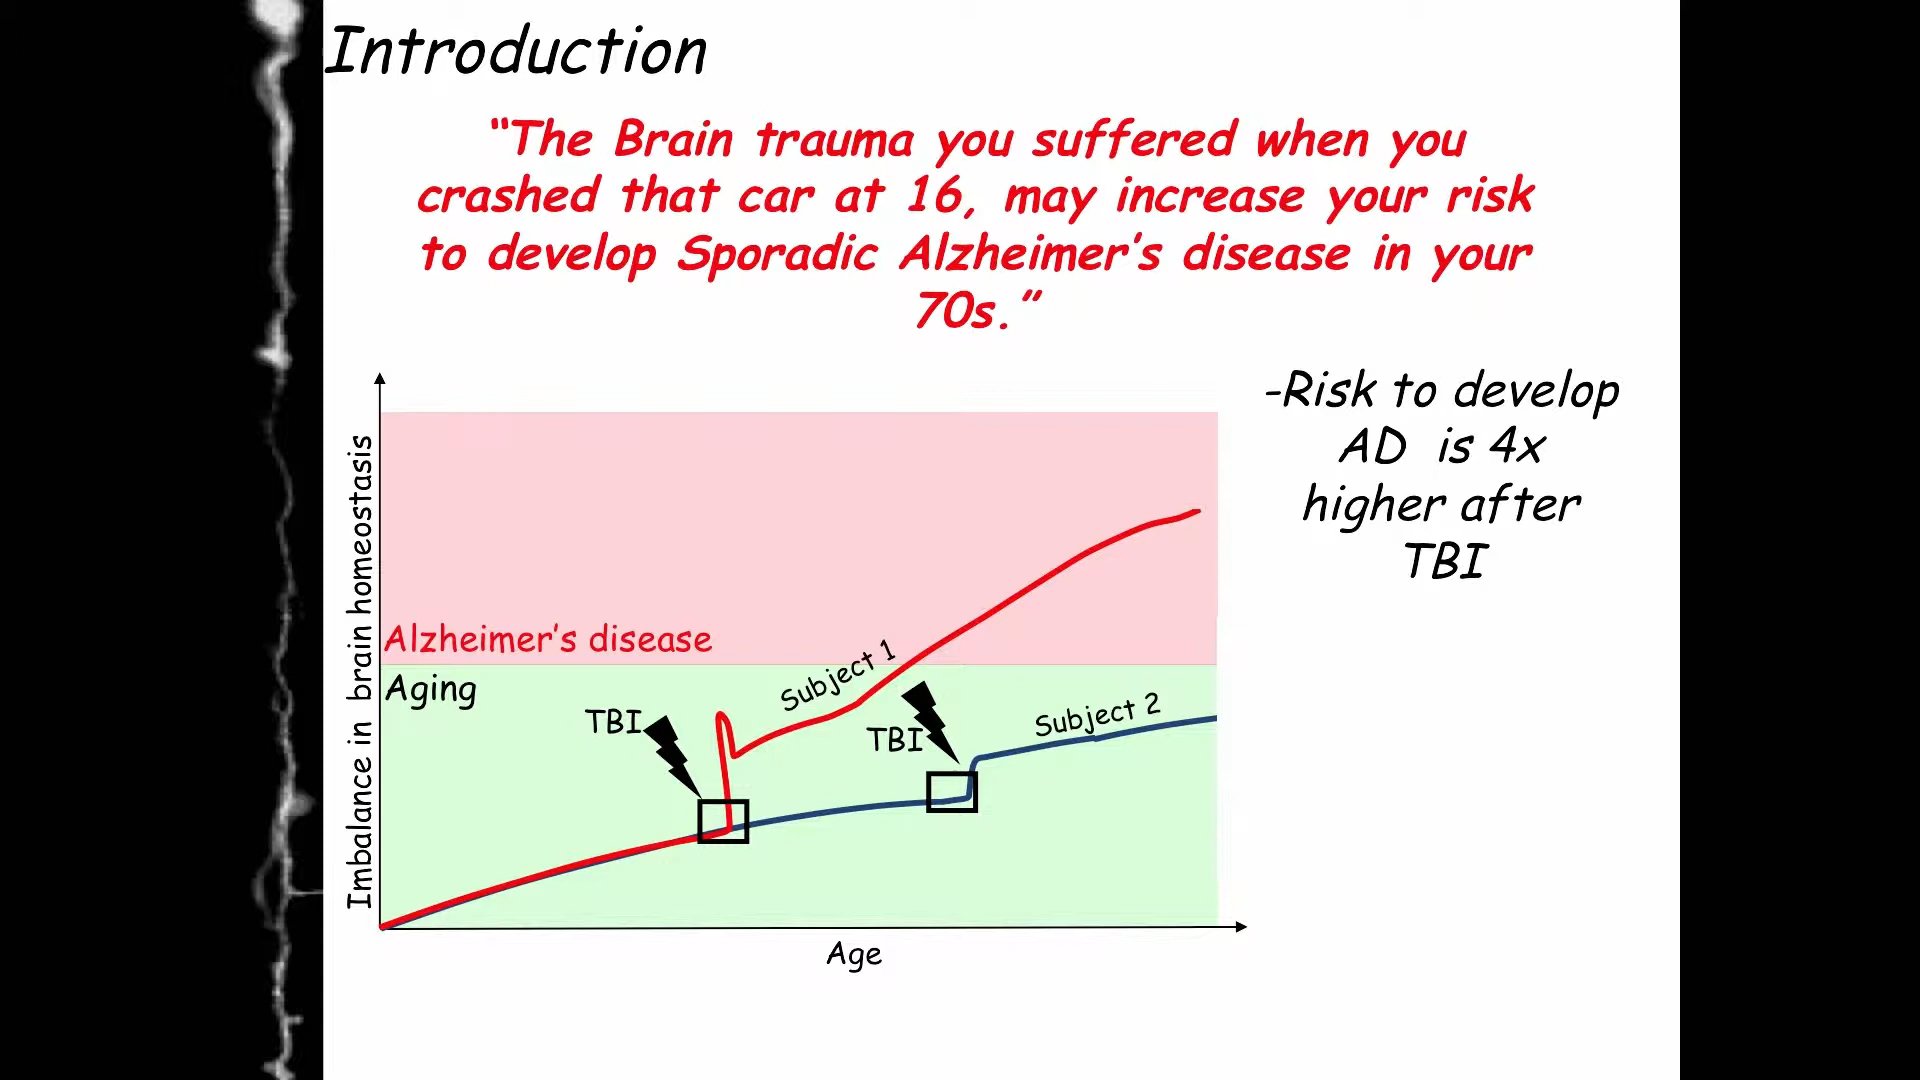 Introduction
“The Brain trauma you suffered when you
crashed that car at 16, may increase your risk
to develop Sporadic Alzheimer’s disease in your
70s.”
-Risk to develop
AD is 4x
higher after
TBI
Imbalance in brain homeostasis
Alzheimer’s disease
Aging
TBI
Subject 1
TBI
Subject 2
Age